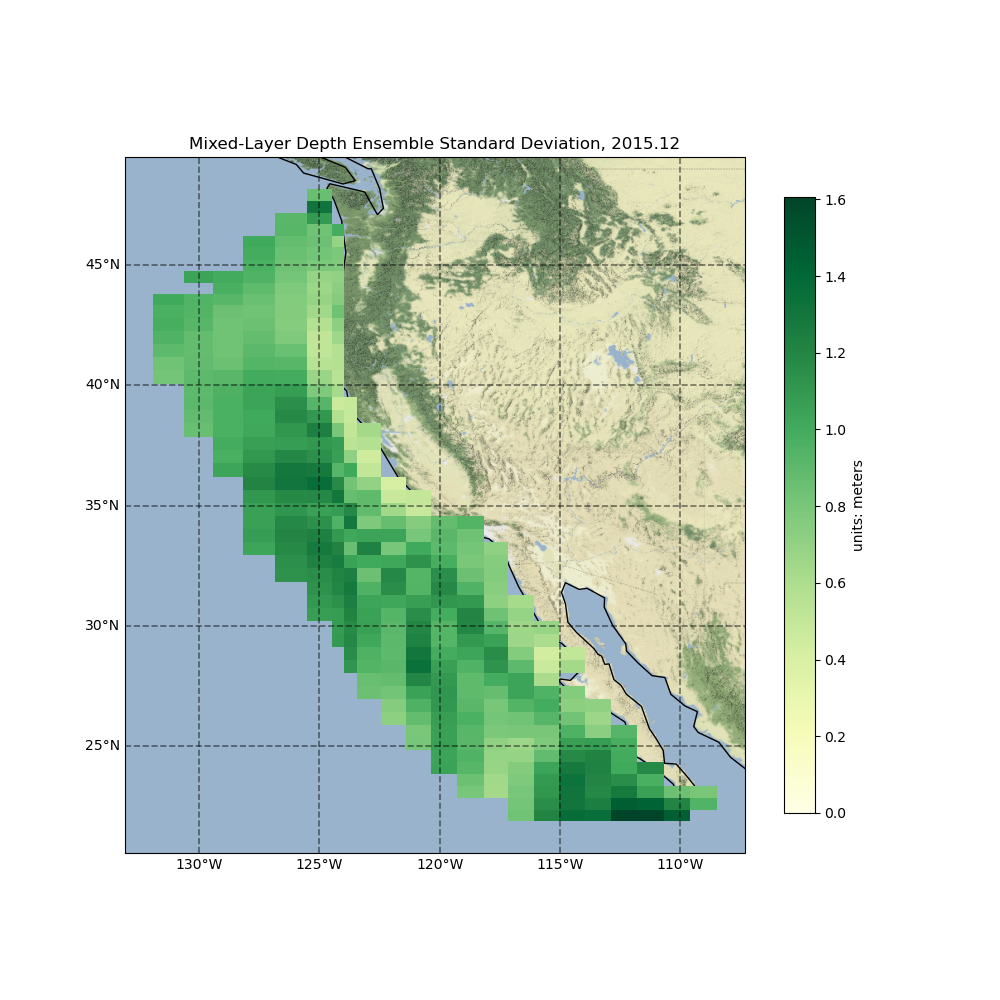 Mixed-Layer Depth Ensemble Standard Deviation, 2015.12
45°N
40°N
35°N
30°N
25°N
130°W
125°W
120°W
115°W
110°W
1.6
1.4
1.2
1.0
0.8
0.6
0.4
0.2
0.0
units: meters